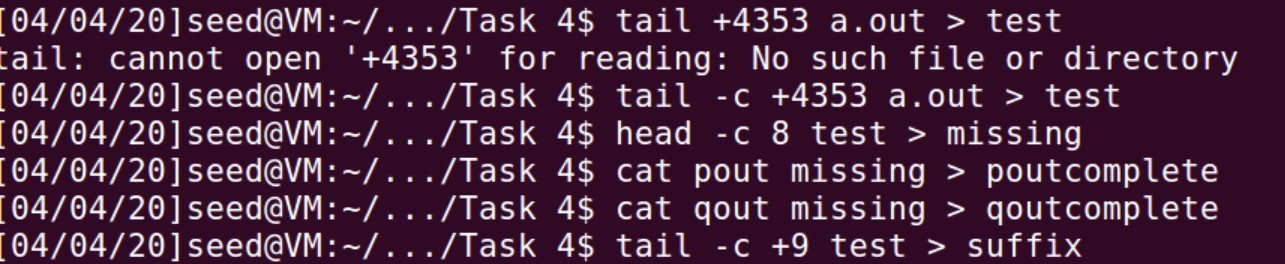 [04/04/20]seed@VM:~/.../Task 4$ tail +4353 a.out > test
tail: cannot open '+4353' for reading: No such file or directory
[04/04/20]seed@VM:~/.../Task 4$ tail -c +4353 a.out > test
[04/04/20]seed@VM:~/.../Task 4$ head -c 8 test > missing
[04/04/20]seed@VM:~/.../Task 4$ cat pout missing > poutcomplete
[04/04/20]seed@VM:~/.../Task 4$ cat qout missing > qoutcomplete
[04/04/20]seed@VM:~/.../Task 4$ tail -c +9 test > suffix